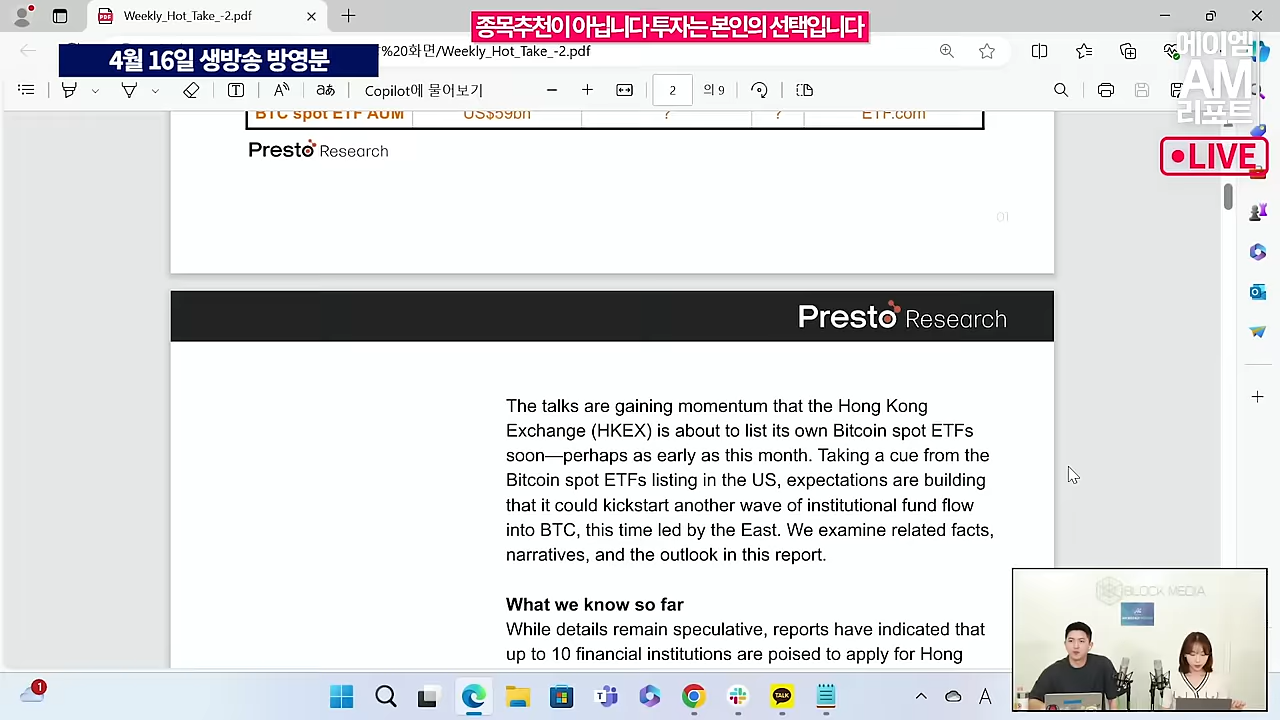 Weekly_Hot_Take_-2.pdf
종목추천이 아닙니다 투자는 본인의 선택입니다
4월 16일 생방송 방영분
%20화면/Weekly_Hot_Take_-2.pdf
에이엠
AM
리포트
LIVE
Copilot에 물어보기
2 의 9
BTC spot ETF AUM US$59bn ? ? ETF.com
Presto Research
01
Presto Research
The talks are gaining momentum that the Hong Kong
Exchange (HKEX) is about to list its own Bitcoin spot ETFs
soon—perhaps as early as this month. Taking a cue from the
Bitcoin spot ETFs listing in the US, expectations are building
that it could kickstart another wave of institutional fund flow
into BTC, this time led by the East. We examine related facts,
narratives, and the outlook in this report.
What we know so far
While details remain speculative, reports have indicated that
up to 10 financial institutions are poised to apply for Hong
BLOCK MEDIA
1
TALK
A